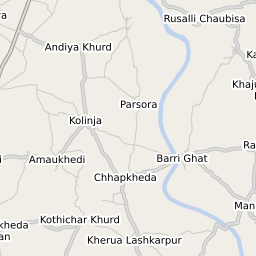 Rusalli Chaubisa
Andiya Khurd
Parsora
Kolinja
Amaukhedi
Barri Ghat
Chhapkheda
Kothichar Khurd
Kherua Lashkarpur